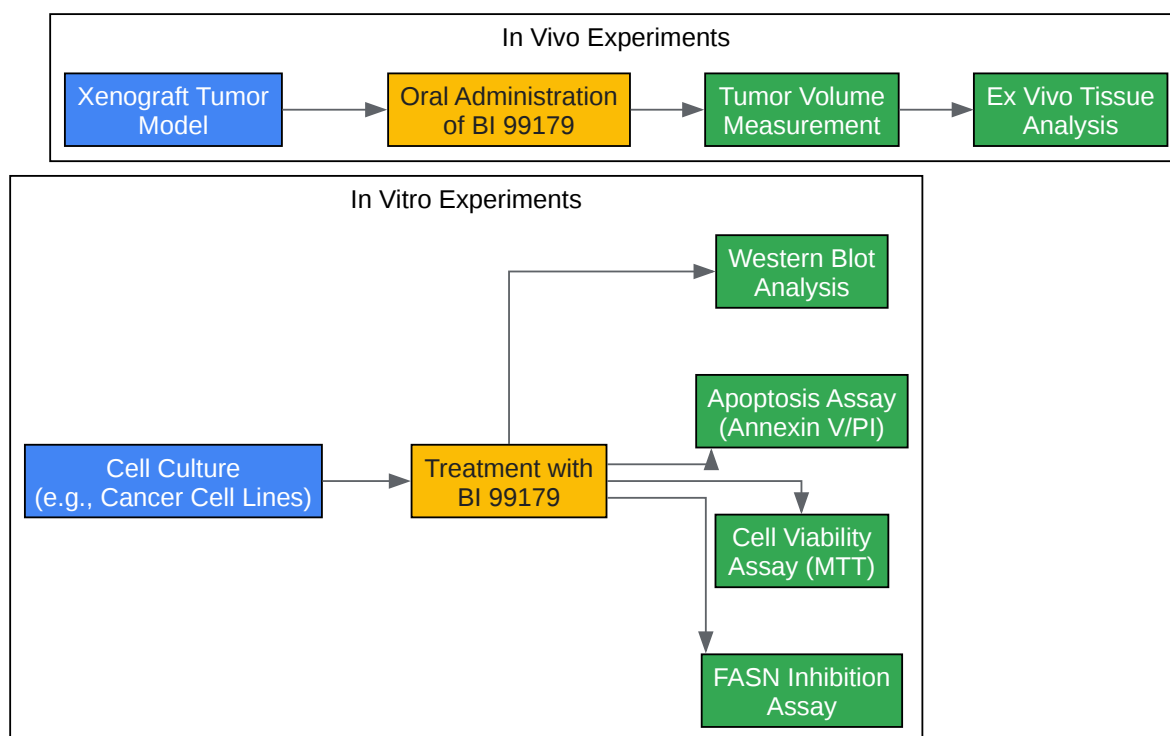 In Vivo Experiments
Xenograft Tumor
Model
Oral Administration
of BI 99179
Tumor Volume
Measurement
Ex Vivo Tissue
Analysis
In Vitro Experiments
Western Blot
Analysis
Apoptosis Assay
(Annexin V/PI)
Cell Culture
(e.g., Cancer Cell Lines)
Treatment with
BI 99179
Cell Viability
Assay (MTT)
FASN Inhibition
Assay